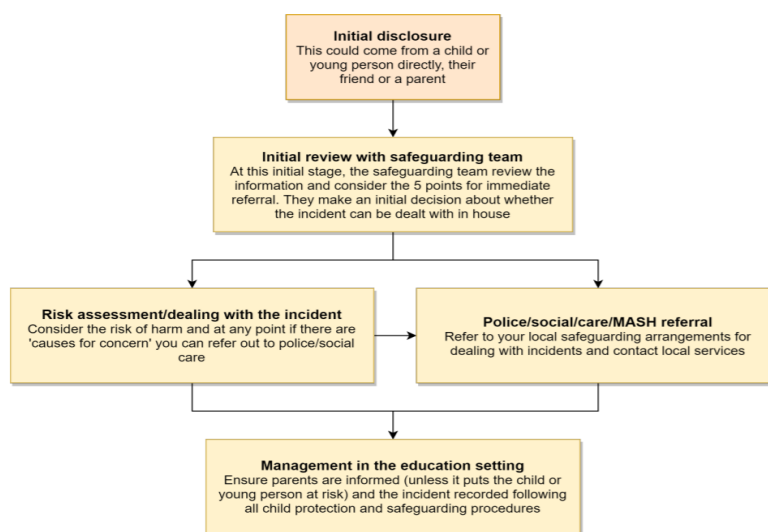 Initial disclosure
This could come from a child or
young person directly, their
friend or a parent
Initial review with safeguarding team
At this initial stage, the safeguarding team review the
information and consider the 5 points for immediate
referral. They make an initial decision about whether
the incident can be dealt with in house
Risk assessment/dealing with the incident
Consider the risk of harm and at any point if there are
'causes for concern' you can refer out to police/social
care
Police/social/care/MASH referral
Refer to your local safeguarding arrangements for
dealing with incidents and contact local services
Management in the education setting
Ensure parents are informed (unless it puts the child or
young person at risk) and the incident recorded following
all child protection and safeguarding procedures